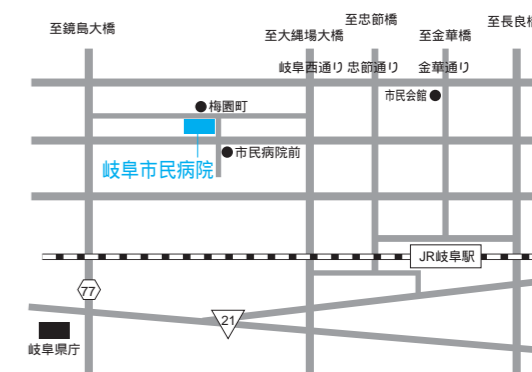 至鏡島大橋
至忠節橋
至長良橋
至大縄場大橋
至金華橋
岐阜西通り
忠節通り
金華通り
市民会館
梅園町
市民病院前
岐阜市民病院
JR岐阜駅
77
21
岐阜県庁